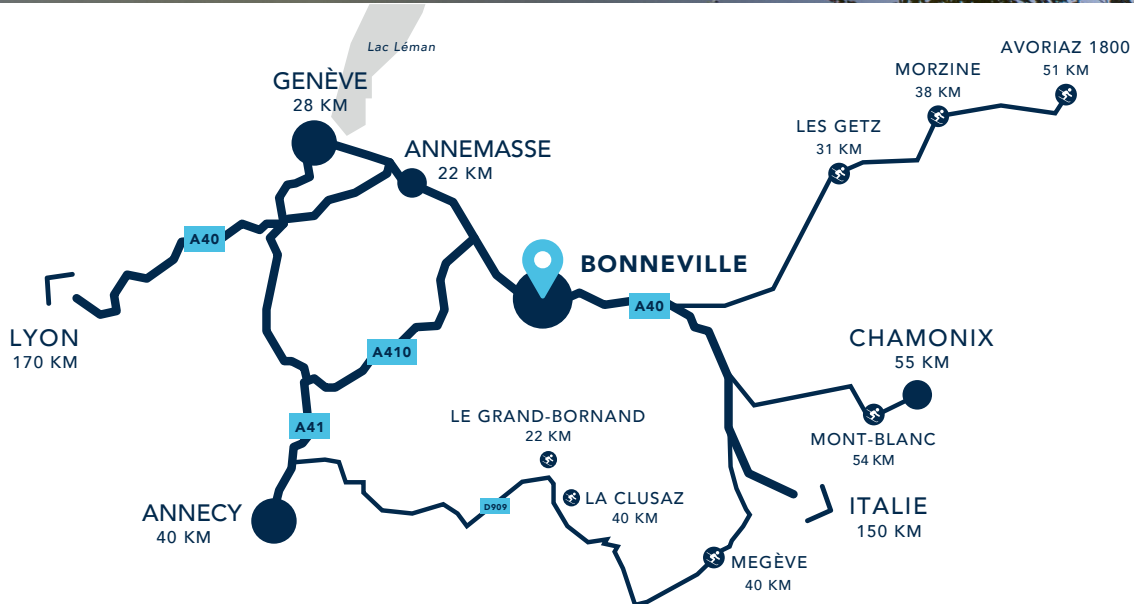 Lac Léman
AVORIAZ 1800
51 KM
MORZINE
38 KM
GENÈVE
28 KM
LES GETZ
31 KM
ANNEMASSE
22 KM
A40
BONNEVILLE
A40
LYON
170 KM
A410
CHAMONIX
55 KM
LE GRAND-BORNAND
22 KM
A41
MONT-BLANC
54 KM
D909
LA CLUSAZ
40 KM
ANNECY
40 KM
ITALIE
150 KM
MEGÈVE
40 KM